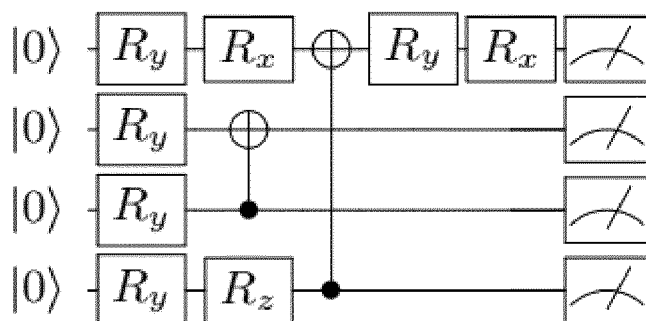 |0⟩ R_y R_x R_y R_x
|0⟩ R_y
|0⟩ R_y
|0⟩ R_y R_z